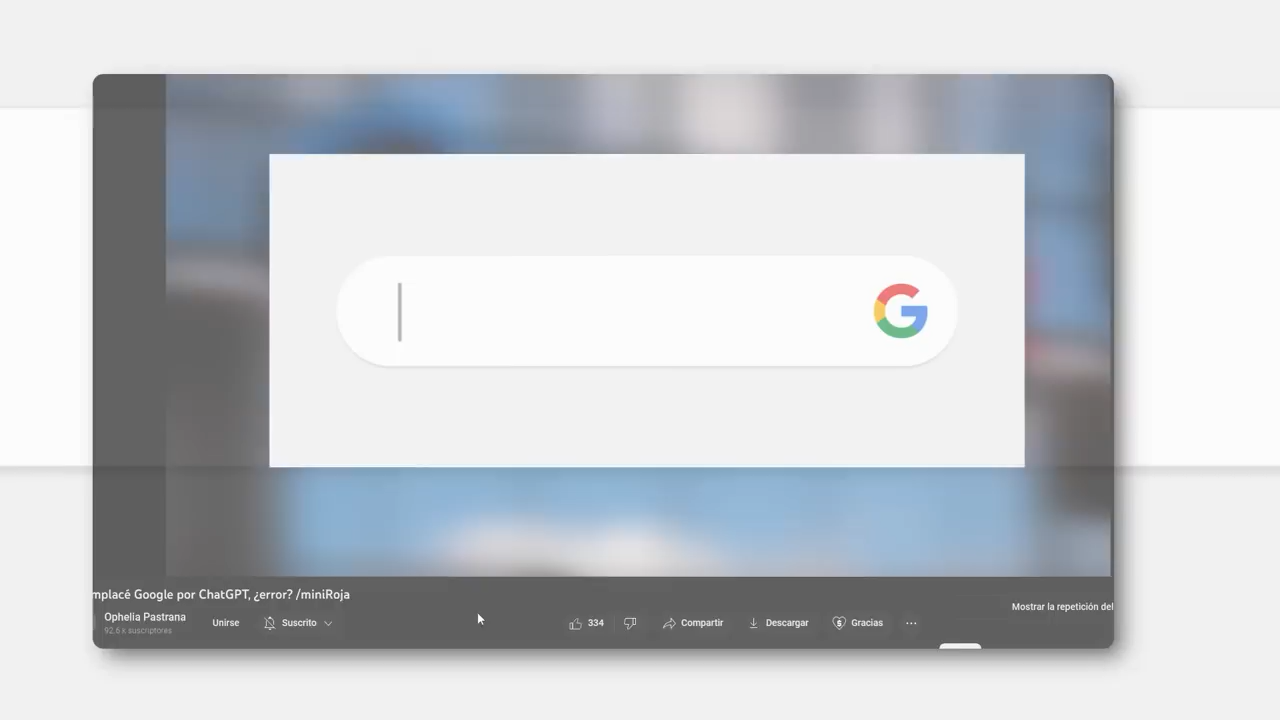 mplacé Google por ChatGPT, ¿error? /miniRoja
Ophelia Pastrana
92,6 k suscriptores
Unirse
Suscrito
334
Compartir
Descargar
Gracias
Mostrar la repetición del